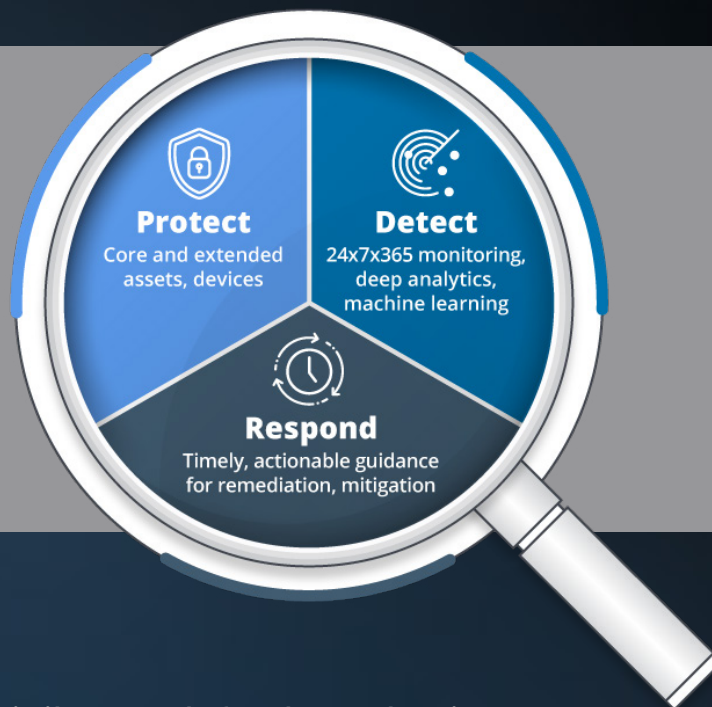 Protect
Core and extended
assets, devices
Detect
24x7x365 monitoring,
deep analytics,
machine learning
Respond
Timely, actionable guidance
for remediation, mitigation